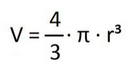 V = 4/3 · π · r³